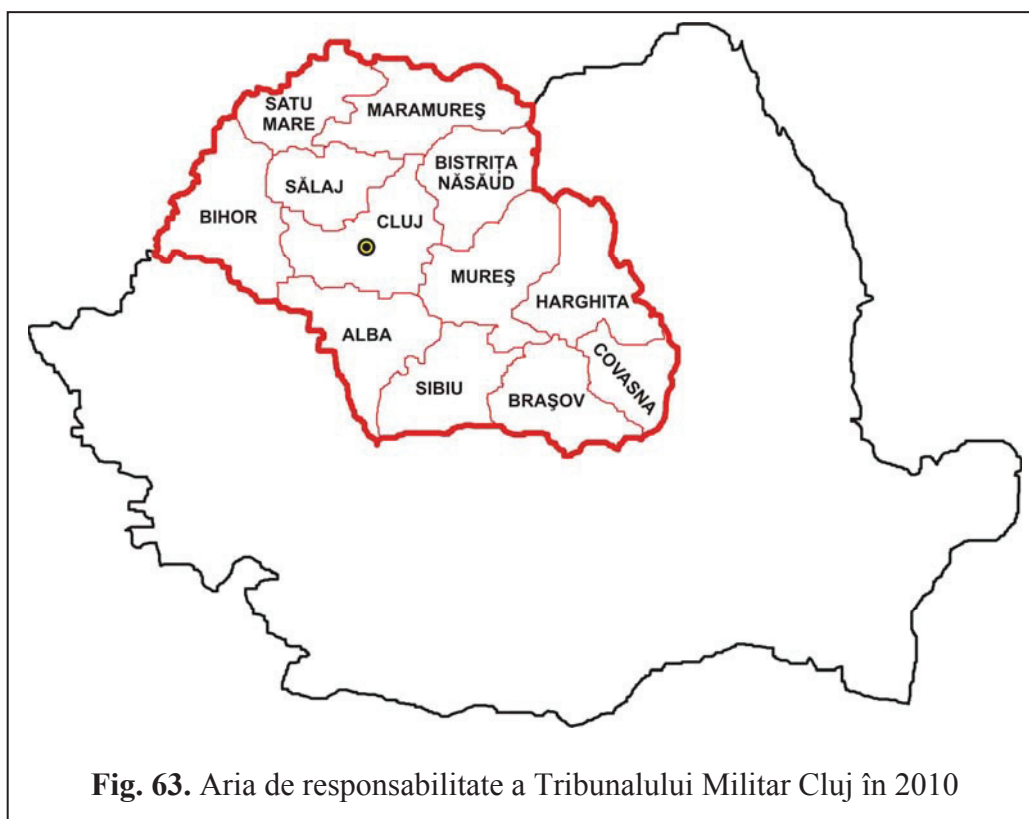 SATU
MARE
MARAMUREŞ
BISTRIŢA
NĂSĂUD
SĂLAJ
BIHOR
CLUJ
MUREŞ
HARGHITA
ALBA
COVASNA
SIBIU
BRAŞOV
Fig. 63. Aria de responsabilitate a Tribunalului Militar Cluj în 2010